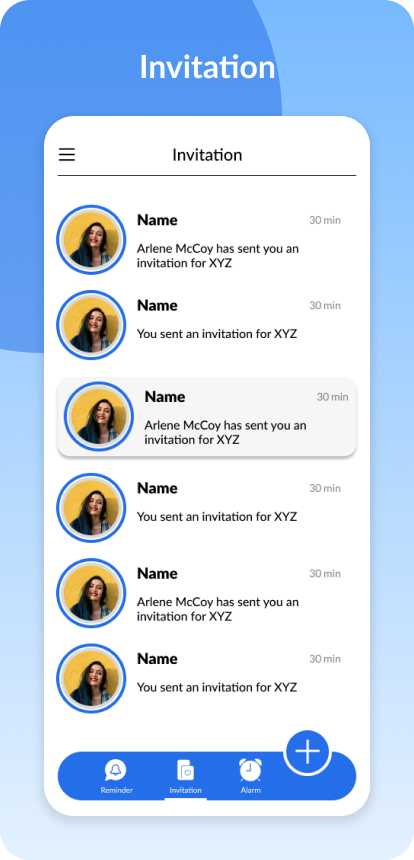 Invitation
Invitation
Name
30 min
Arlene McCoy has sent you an
invitation for XYZ
Name
30 min
You sent an invitation for XYZ
Name
30 min
Arlene McCoy has sent you an
invitation for XYZ
Name
30 min
You sent an invitation for XYZ
Name
30 min
Arlene McCoy has sent you an
invitation for XYZ
Name
30 min
You sent an invitation for XYZ
Reminder
Invitation
Alarm